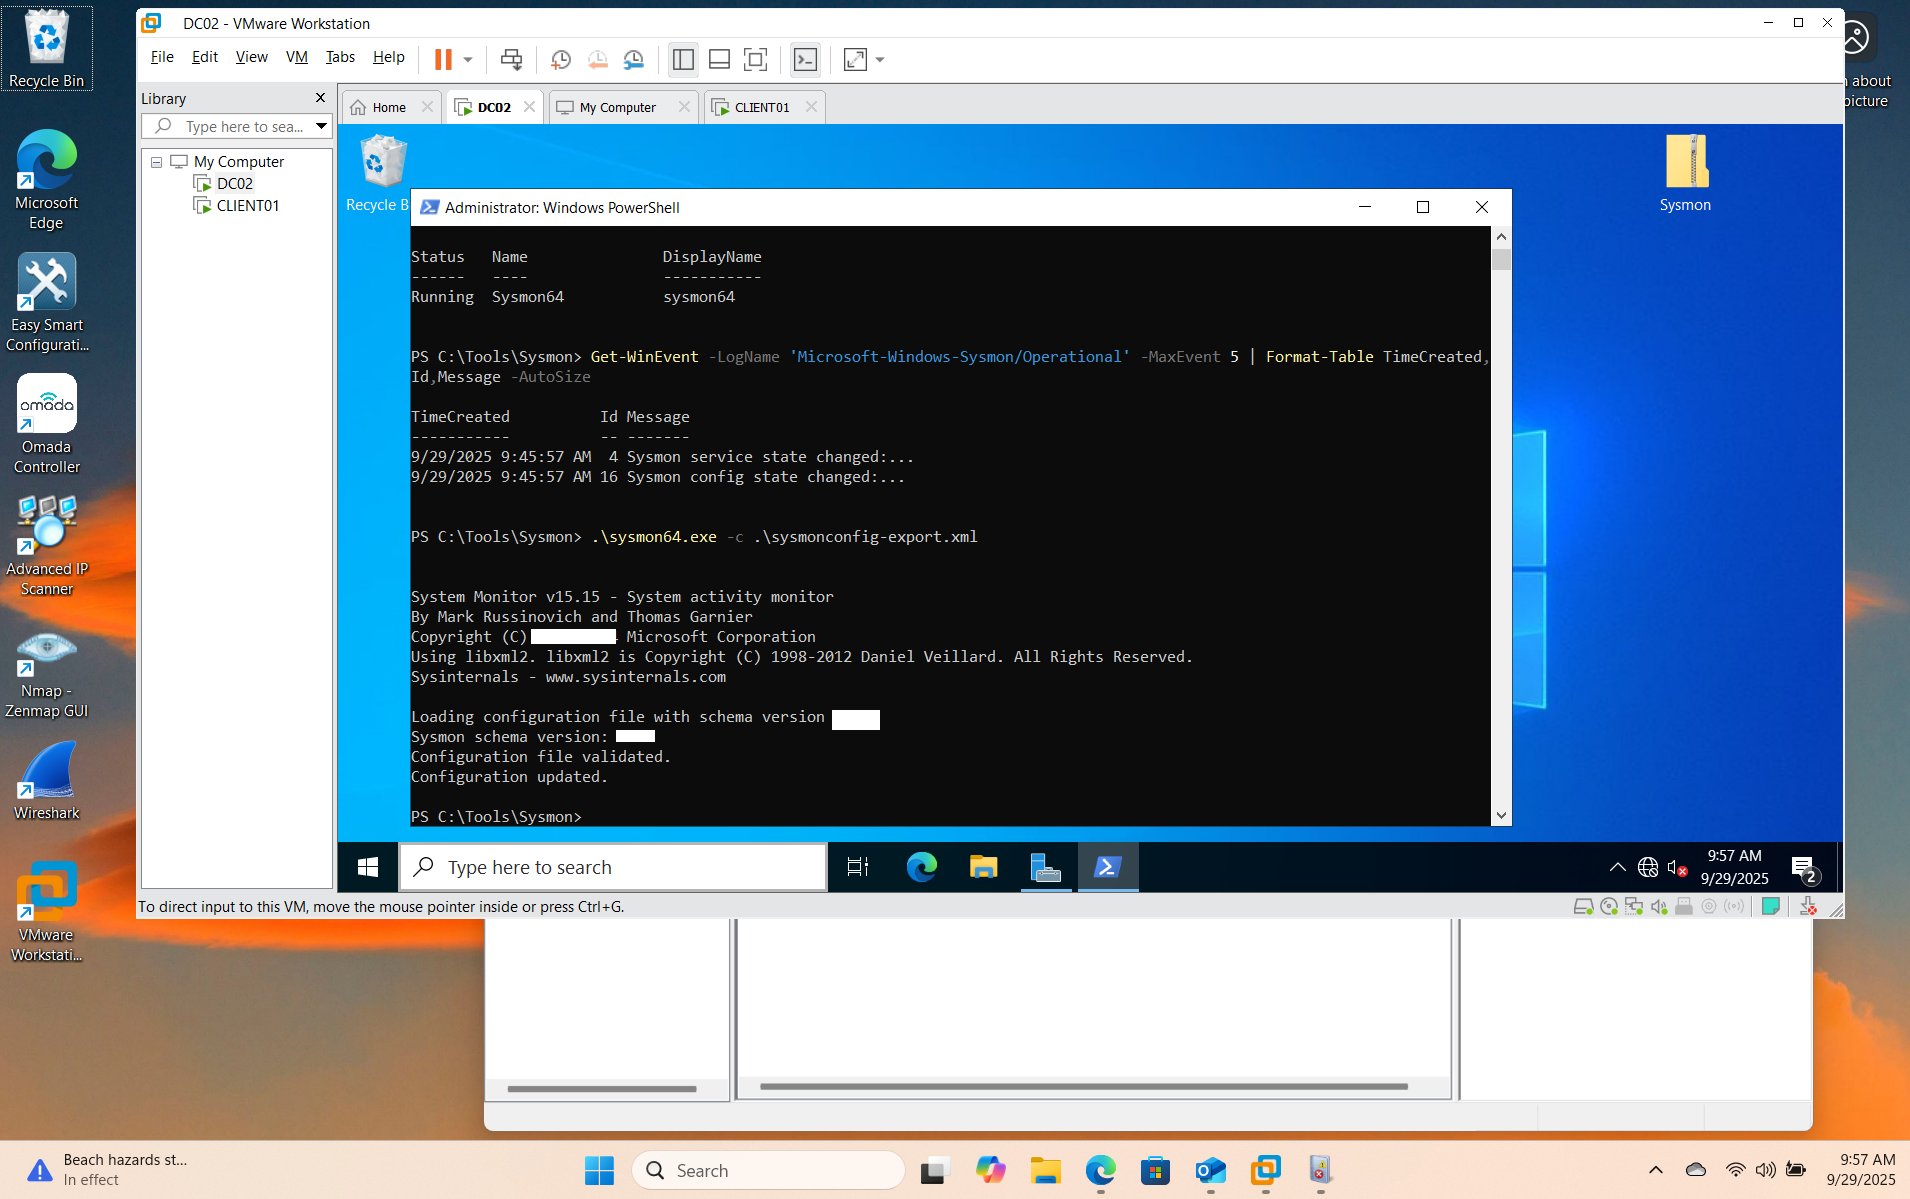 Recycle Bin
Microsoft
Edge
Easy Smart
Configurati...
omada
Omada
Controller
Advanced IP
Scanner
Nmap -
Zenmap GUI
Wireshark
VMware
Workstati...
about
picture
DC02 - VMware Workstation
File Edit View VM Tabs Help
Library
Type here to sea...
My Computer
DC02
CLIENT01
Home
DC02
My Computer
CLIENT01
Recycle B
Sysmon
Administrator: Windows PowerShell
Status Name DisplayName
------ ---- -----------
Running Sysmon64 sysmon64
PS C:\Tools\Sysmon> Get-WinEvent -LogName 'Microsoft-Windows-Sysmon/Operational' -MaxEvent 5 | Format-Table TimeCreated,
Id,Message -AutoSize
TimeCreated Id Message
----------- -- -------
9/29/2025 9:45:57 AM 4 Sysmon service state changed:...
9/29/2025 9:45:57 AM 16 Sysmon config state changed:...
PS C:\Tools\Sysmon> .\sysmon64.exe -c .\sysmonconfig-export.xml
System Monitor v15.15 - System activity monitor
By Mark Russinovich and Thomas Garnier
Copyright (C) Microsoft Corporation
Using libxml2. libxml2 is Copyright (C) 1998-2012 Daniel Veillard. All Rights Reserved.
Sysinternals - www.sysinternals.com
Loading configuration file with schema version
Sysmon schema version:
Configuration file validated.
Configuration updated.
PS C:\Tools\Sysmon>
Type here to search
9:57 AM
9/29/2025
2
To direct input to this VM, move the mouse pointer inside or press Ctrl+G.
Beach hazards st...
In effect
Search
9:57 AM
9/29/2025